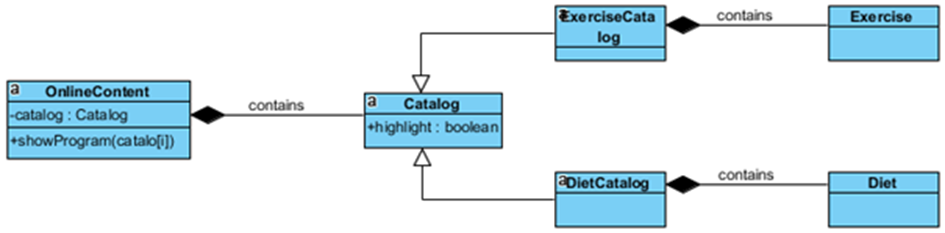 a
OnlineContent
-catalog : Catalog
+showProgram(catalo[i])
contains
a
Catalog
+highlight : boolean
ExerciseCata
log
contains
Exercise
a
DietCatalog
contains
Diet